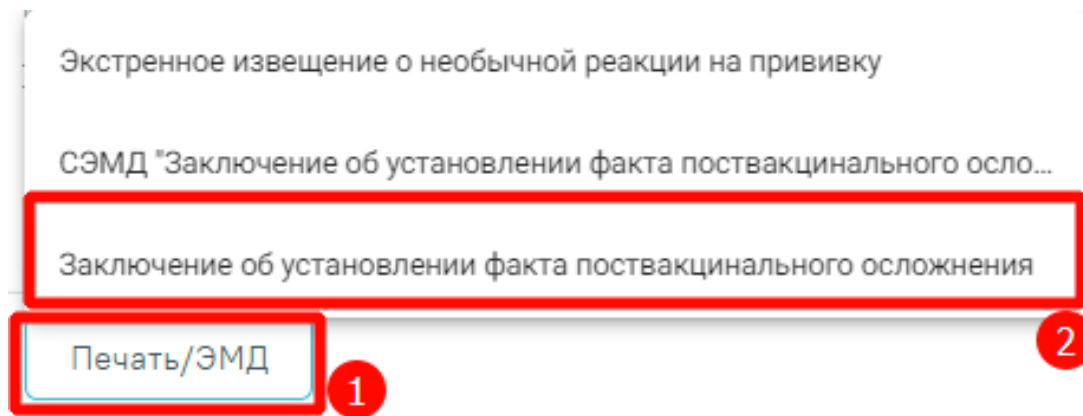 Экстренное извещение о необычной реакции на прививку
СЭМД "Заключение об установлении факта поствакцинального осло...
Заключение об установлении факта поствакцинального осложнения
2
Печать/ЭМД
1